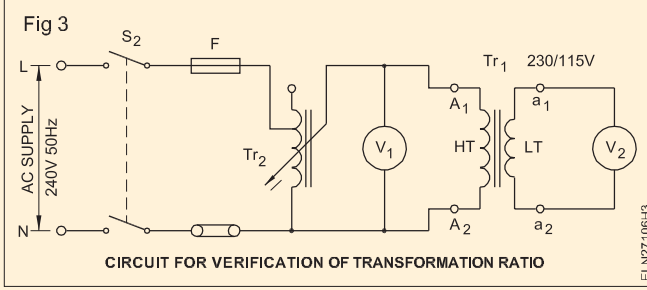 Fig 3
S2
F
L
Tr1 230/115V
A1
a1
AC SUPPLY
240V 50Hz
Tr2
V1
HT
LT
V2
N
A2
a2
CIRCUIT FOR VERIFICATION OF TRANSFORMATION RATIO
ELN27106H3